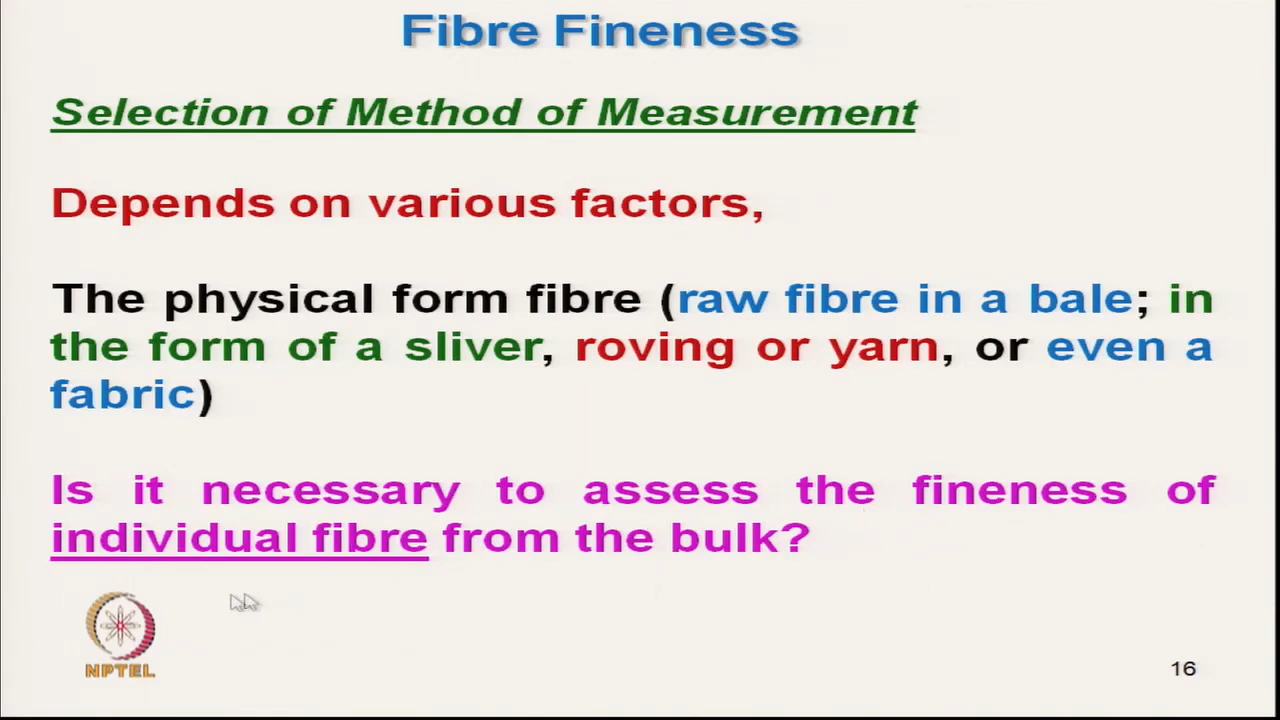 Fibre Fineness
Selection of Method of Measurement
Depends on various factors,
The physical form fibre (raw fibre in a bale; in
the form of a sliver, roving or yarn, or even a
fabric)
Is it necessary to assess the fineness of
individual fibre from the bulk?
NPTEL
16